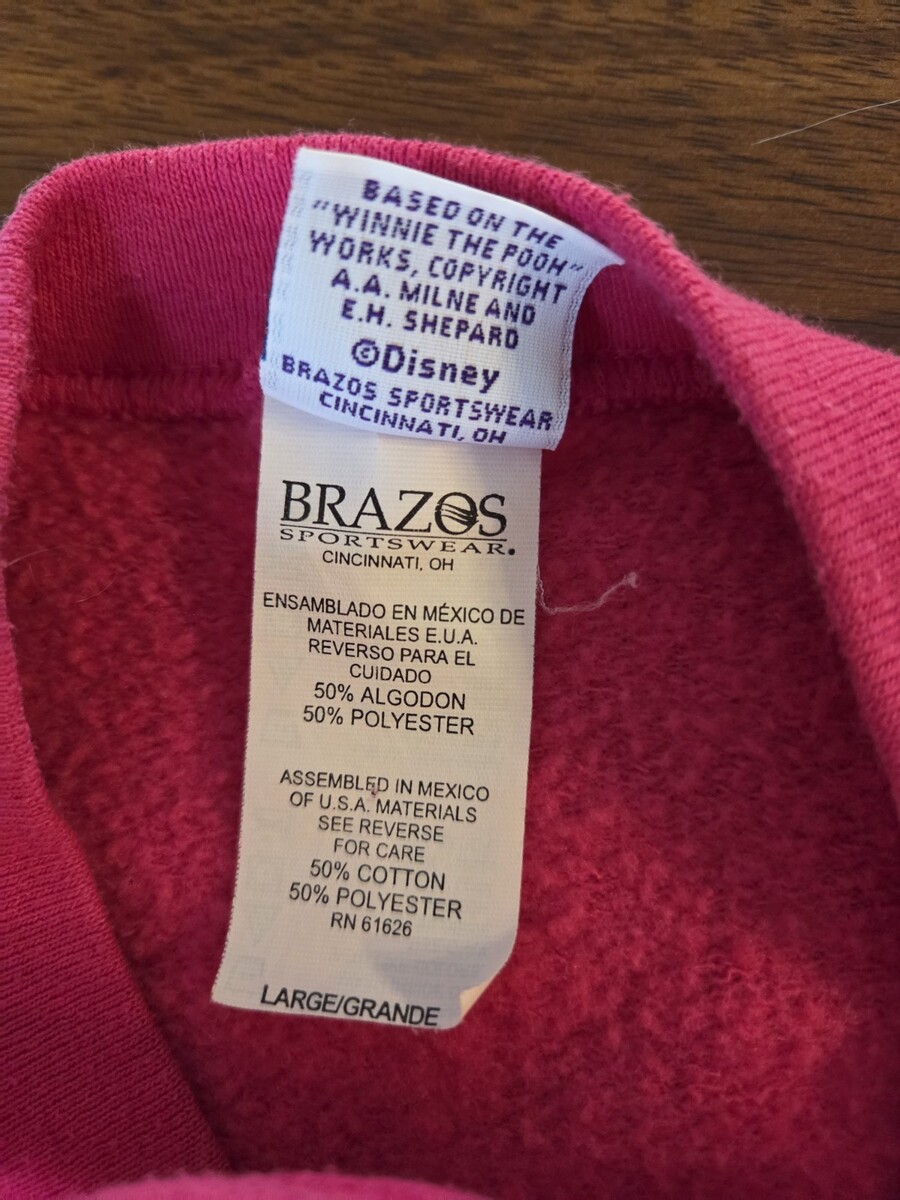 BASED ON THE
"WINNIE THE POOH"
WORKS, COPYRIGHT
A.A. MILNE AND
E.H. SHEPARD
©Disney
BRAZOS SPORTSWEAR
CINCINNATI, OH
BRAZOS
SPORTSWEAR.
CINCINNATI, OH
ENSAMBLADO EN MÉXICO DE
MATERIALES E.U.A.
REVERSO PARA EL
CUIDADO
50% ALGODON
50% POLYESTER
ASSEMBLED IN MEXICO
OF U.S.A. MATERIALS
SEE REVERSE
FOR CARE
50% COTTON
50% POLYESTER
RN 61626
LARGE/GRANDE